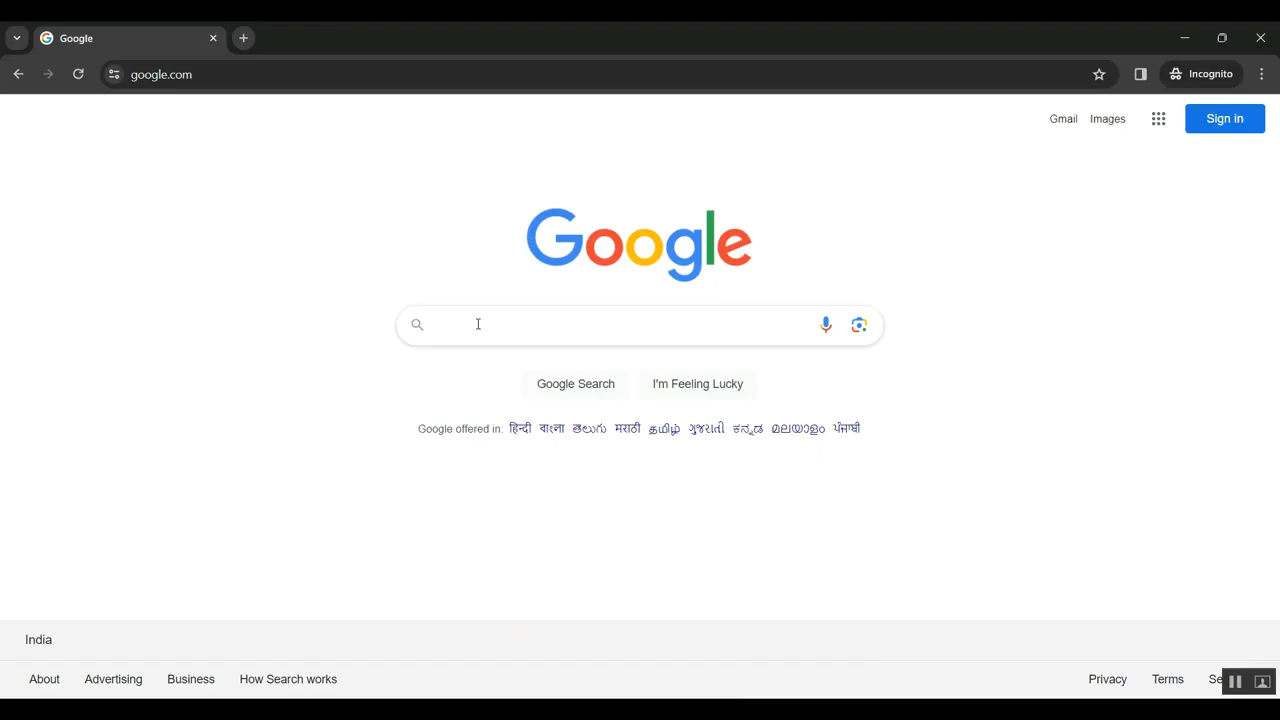 Google
google.com
Incognito
Gmail Images
Sign in
Google
Google Search I'm Feeling Lucky
Google offered in: हिन्दी বাংলা తెలుగు मराठी தமிழ் ગુજરાતી ಕನ್ನಡ മലയാളം ਪੰਜਾਬੀ
India
About Advertising Business How Search works Privacy Terms Se